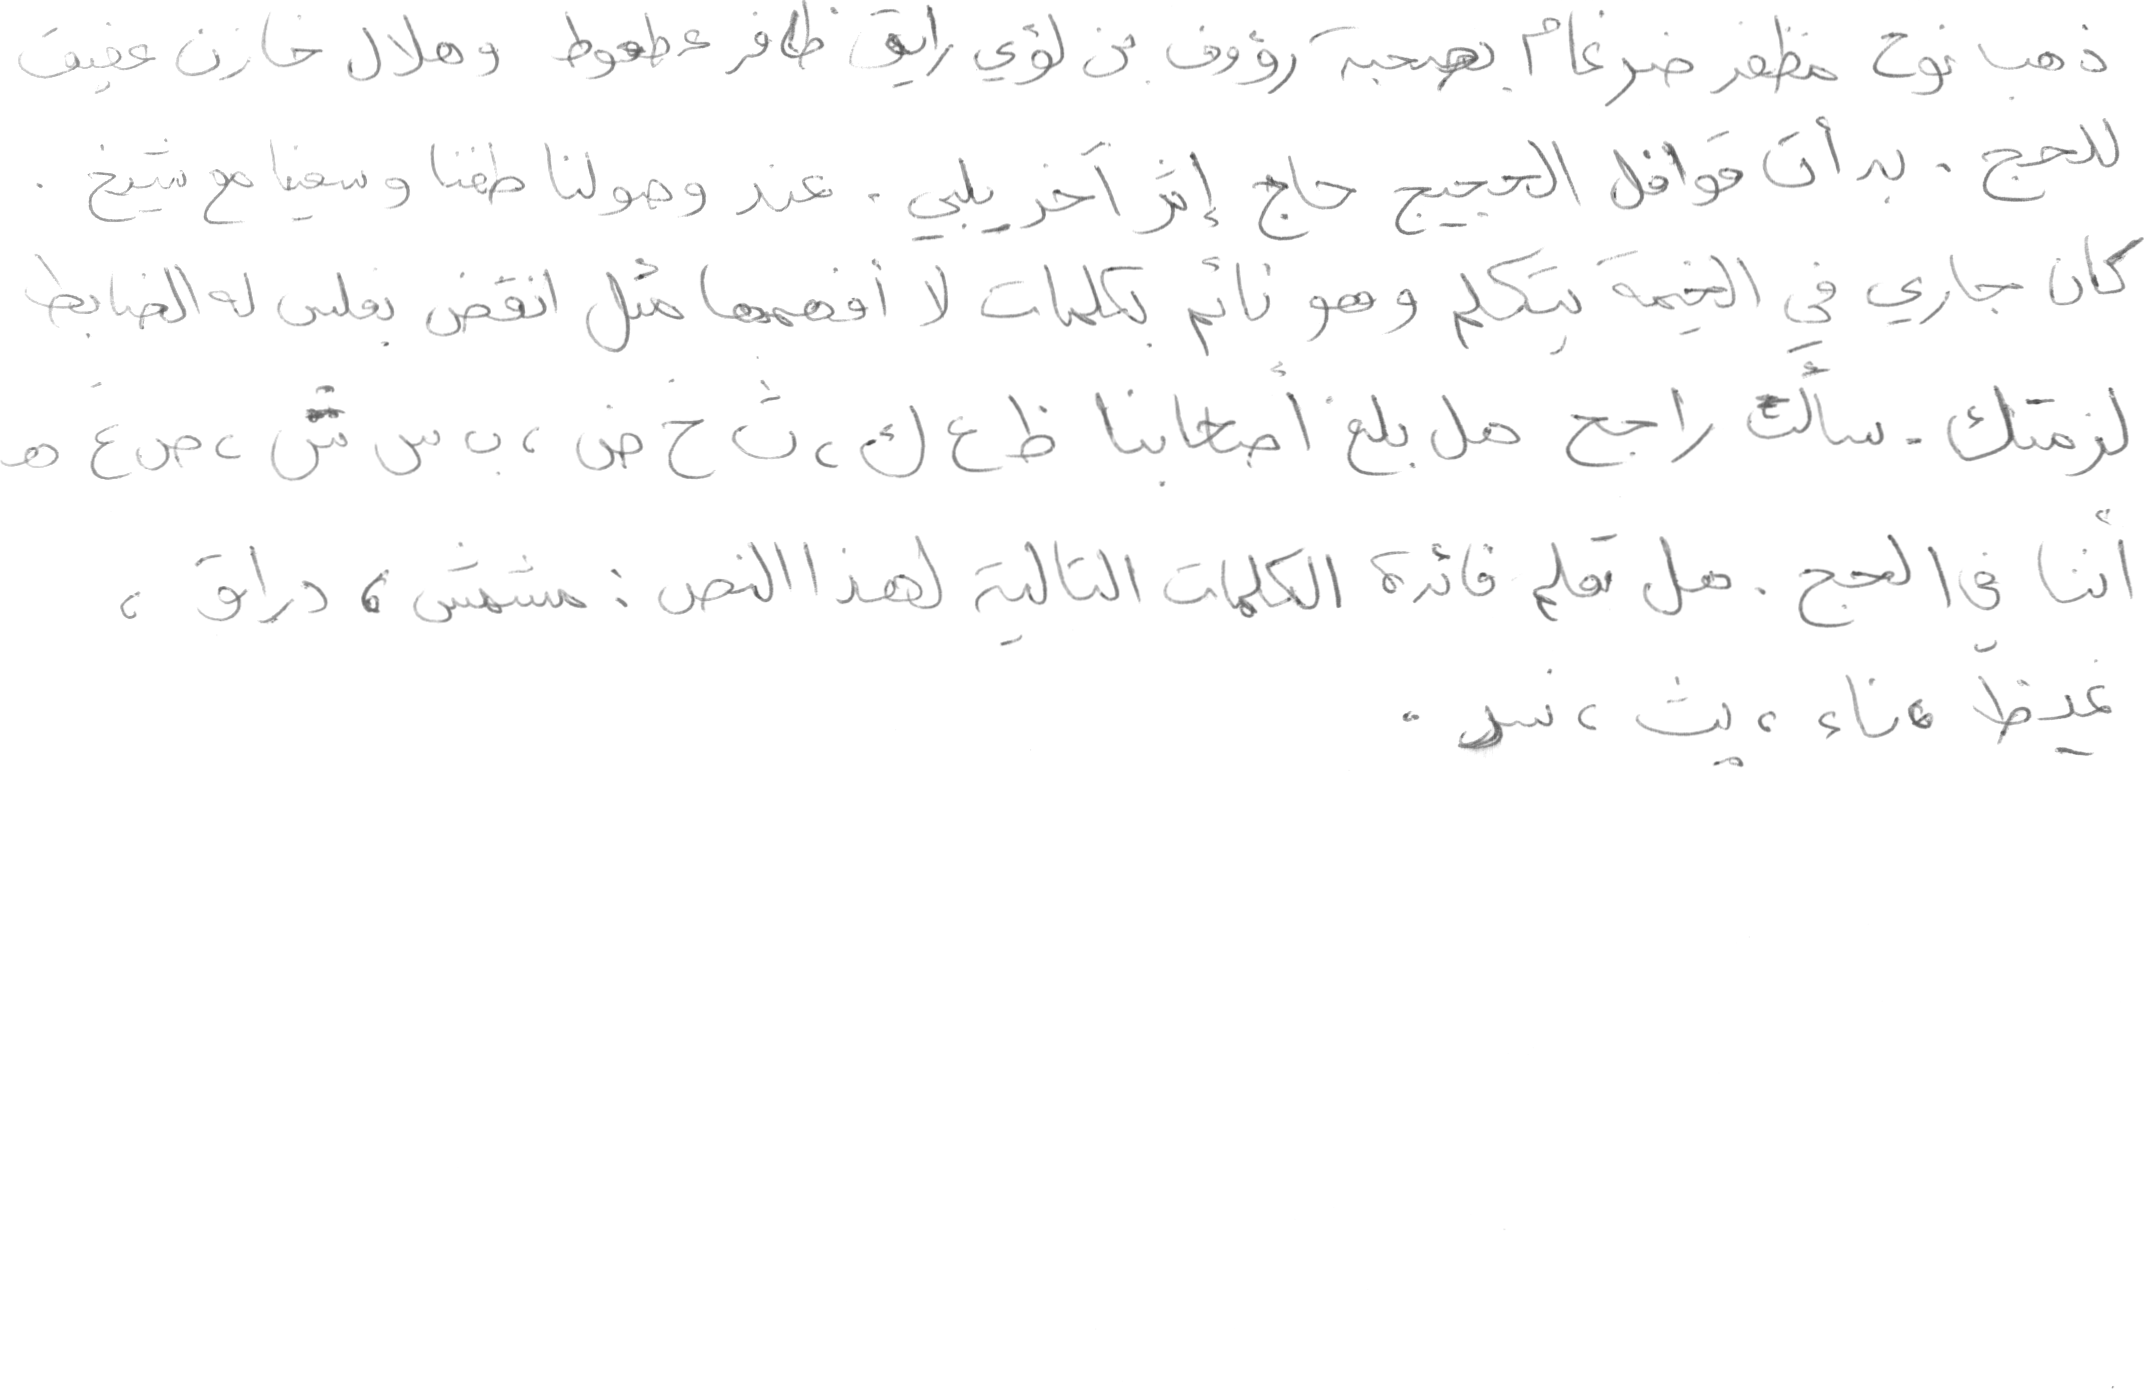 ذهب نوح مظفر ضرغام بصحبة رؤوف بن لؤي رايق ظافر عطعوط وهلال خازن عفيف
للحج . بدأت قوافل الحجيج حاج إثر آخر يلبي . عند وصولنا طفنا وسعينا مع شيخ .
كان جاري في الخيمة يتكلم وهو نائم بكلمات لا أفهمها مثل انقض بفلس له الضابط
لزمتك . سألت راجح هل بلغ أصحابنا ظ ع ك ، ث خ ض ، ب س ش ، ص غ هـ
أننا في الحج . هل تعلم فائدة الكلمات التالية لهذا النص : مشمش ، دراق ،
غيظ ، ناء ، يث ، نس .